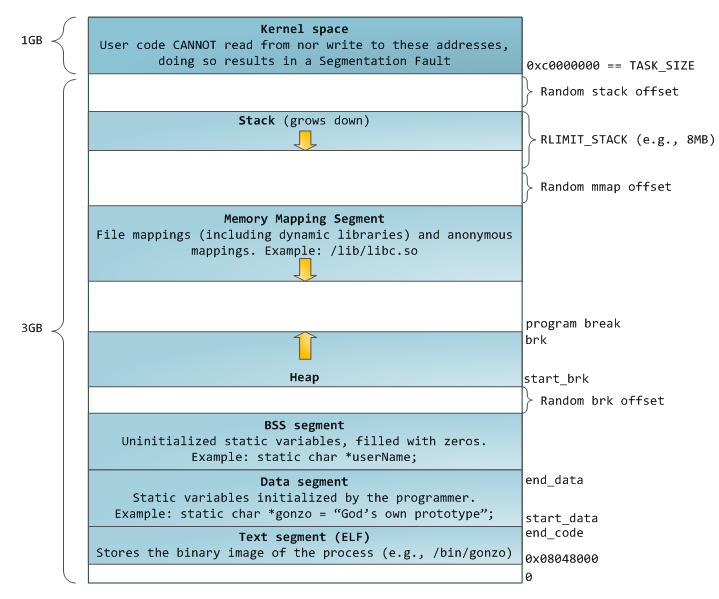 1GB
Kernel space
User code CANNOT read from nor write to these addresses,
doing so results in a Segmentation Fault
0xc0000000 == TASK_SIZE
Random stack offset
Stack (grows down)
RLIMIT_STACK (e.g., 8MB)
Random mmap offset
Memory Mapping Segment
File mappings (including dynamic libraries) and anonymous
mappings. Example: /lib/libc.so
3GB
program break
brk
Heap
start_brk
Random brk offset
BSS segment
Uninitialized static variables, filled with zeros.
Example: static char *userName;
Data segment
Static variables initialized by the programmer.
Example: static char *gonzo = “God’s own prototype”;
end_data
start_data
end_code
Text segment (ELF)
Stores the binary image of the process (e.g., /bin/gonzo)
0x08048000
0